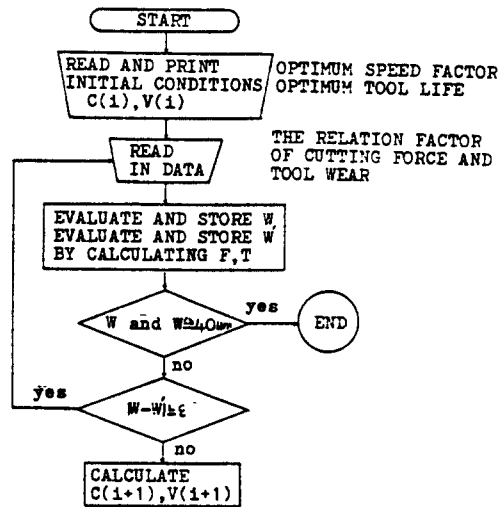 START
READ AND PRINT
INITIAL CONDITIONS
C(i),V(i)
OPTIMUM SPEED FACTOR
OPTIMUM TOOL LIFE
READ
IN DATA
THE RELATION FACTOR
OF CUTTING FORCE AND
TOOL WEAR
EVALUATE AND STORE W
EVALUATE AND STORE W'
BY CALCULATING F,T
W and W≥40μm
yes
END
no
yes
W-W'≤ε
no
CALCULATE
C(i+1),V(i+1)